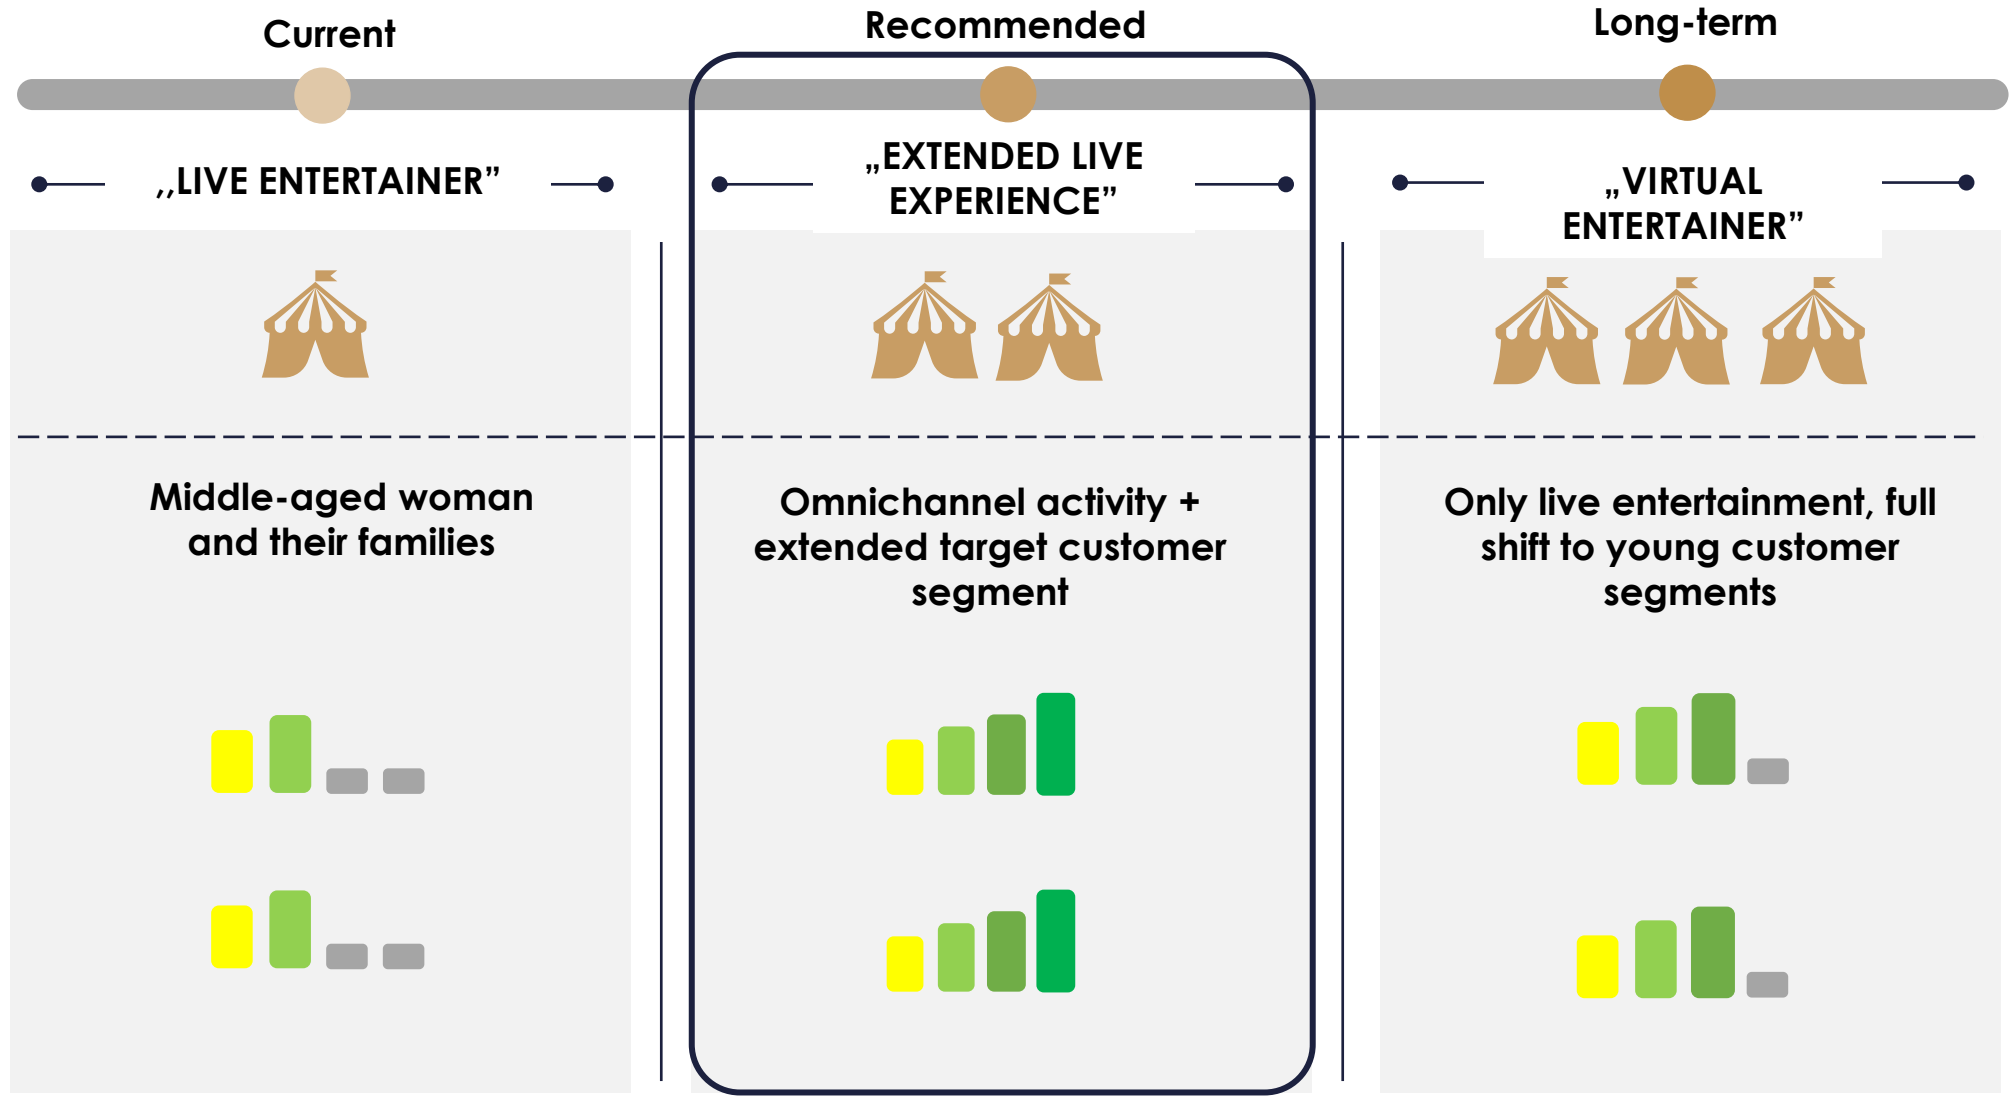 Current
Recommended
Long-term
,,LIVE ENTERTAINER”
„EXTENDED LIVE
EXPERIENCE”
„VIRTUAL
ENTERTAINER”
Middle-aged woman
and their families
Omnichannel activity +
extended target customer
segment
Only live entertainment, full
shift to young customer
segments